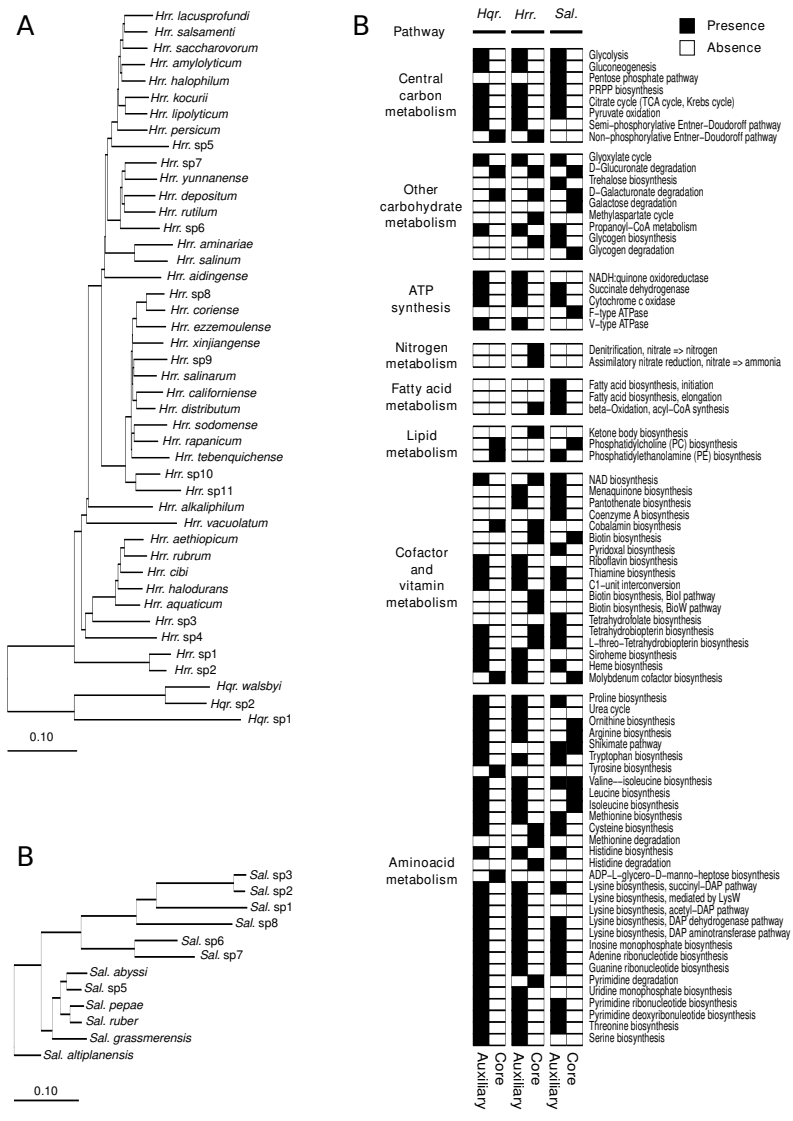 A
Hrr. lacusprofundi
Hrr. salsamenti
Hrr. saccharovorum
Hrr. amylolyticum
Hrr. halophilum
Hrr. kocurii
Hrr. lipolyticum
Hrr. persicum
Hrr. sp5
Hrr. sp7
Hrr. yunnanense
Hrr. depositum
Hrr. rutilum
Hrr. sp6
Hrr. aminariae
Hrr. salinum
Hrr. aidingense
Hrr. sp8
Hrr. coriense
Hrr. ezzemoulense
Hrr. xinjiangense
Hrr. sp9
Hrr. salinarum
Hrr. californiense
Hrr. distributum
Hrr. sodomense
Hrr. rapanicum
Hrr. tebenquichense
Hrr. sp10
Hrr. sp11
Hrr. alkaliphilum
Hrr. vacuolatum
Hrr. aethiopicum
Hrr. rubrum
Hrr. cibi
Hrr. halodurans
Hrr. aquaticum
Hrr. sp3
Hrr. sp4
Hrr. sp1
Hrr. sp2
Hqr. walsbyi
Hqr. sp2
Hqr. sp1
0.10
B
Sal. sp3
Sal. sp2
Sal. sp1
Sal. sp8
Sal. sp6
Sal. sp7
Sal. abyssi
Sal. sp5
Sal. pepae
Sal. ruber
Sal. grassmerensis
Sal. altiplanensis
0.10
B
Pathway
Hqr.
Hrr.
Sal.
Presence
Absence
Central
carbon
metabolism
Glycolysis
Gluconeogenesis
Pentose phosphate pathway
PRPP biosynthesis
Citrate cycle (TCA cycle, Krebs cycle)
Pyruvate oxidation
Semi−phosphorylative Entner−Doudoroff pathway
Non−phosphorylative Entner−Doudoroff pathway
Other
carbohydrate
metabolism
Glyoxylate cycle
D−Glucuronate degradation
Trehalose biosynthesis
D−Galacturonate degradation
Galactose degradation
Methylaspartate cycle
Propanoyl−CoA metabolism
Glycogen biosynthesis
Glycogen degradation
ATP
synthesis
NADH:quinone oxidoreductase
Succinate dehydrogenase
Cytochrome c oxidase
F−type ATPase
V−type ATPase
Nitrogen
metabolism
Denitrification, nitrate => nitrogen
Assimilatory nitrate reduction, nitrate => ammonia
Fatty acid
metabolism
Fatty acid biosynthesis, initiation
Fatty acid biosynthesis, elongation
beta−Oxidation, acyl−CoA synthesis
Lipid
metabolism
Ketone body biosynthesis
Phosphatidylcholine (PC) biosynthesis
Phosphatidylethanolamine (PE) biosynthesis
Cofactor
and
vitamin
metabolism
NAD biosynthesis
Menaquinone biosynthesis
Pantothenate biosynthesis
Coenzyme A biosynthesis
Cobalamin biosynthesis
Biotin biosynthesis
Pyridoxal biosynthesis
Riboflavin biosynthesis
Thiamine biosynthesis
C1−unit interconversion
Biotin biosynthesis, BioI pathway
Biotin biosynthesis, BioW pathway
Tetrahydrofolate biosynthesis
Tetrahydrobiopterin biosynthesis
L−threo−Tetrahydrobiopterin biosynthesis
Siroheme biosynthesis
Heme biosynthesis
Molybdenum cofactor biosynthesis
Aminoacid
metabolism
Proline biosynthesis
Urea cycle
Ornithine biosynthesis
Arginine biosynthesis
Shikimate pathway
Tryptophan biosynthesis
Tyrosine biosynthesis
Valine−−isoleucine biosynthesis
Leucine biosynthesis
Isoleucine biosynthesis
Methionine biosynthesis
Cysteine biosynthesis
Methionine degradation
Histidine biosynthesis
Histidine degradation
ADP−L−glycero−D−manno−heptose biosynthesis
Lysine biosynthesis, succinyl−DAP pathway
Lysine biosynthesis, mediated by LysW
Lysine biosynthesis, acetyl−DAP pathway
Lysine biosynthesis, DAP dehydrogenase pathway
Lysine biosynthesis, DAP aminotransferase pathway
Inosine monophosphate biosynthesis
Adenine ribonucleotide biosynthesis
Guanine ribonucleotide biosynthesis
Pyrimidine degradation
Uridine monophosphate biosynthesis
Pyrimidine ribonucleotide biosynthesis
Pyrimidine deoxyribonuleotide biosynthesis
Threonine biosynthesis
Serine biosynthesis
Auxiliary
Core
Auxiliary
Core
Auxiliary
Core